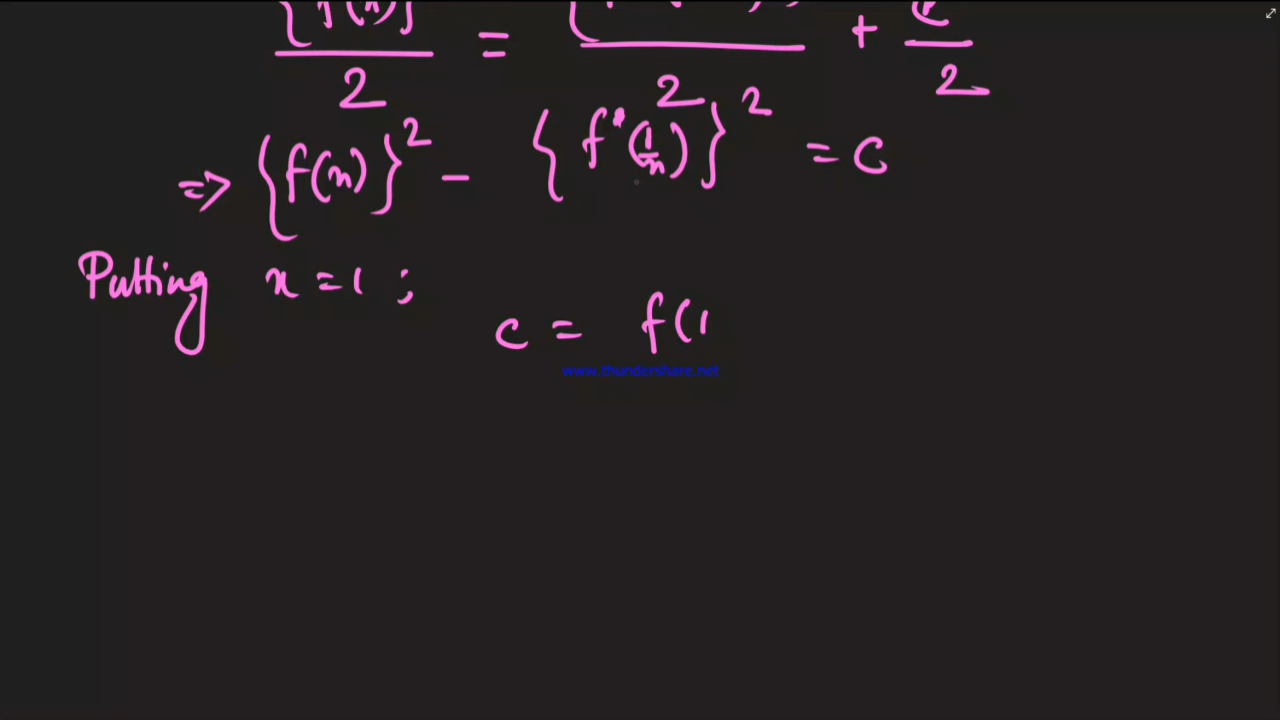 {f(x)} / 2 = / 2 + c / 2
=> {f(x)}² - {f(1/x)}² = c
Putting x = 1 ;
c = f(1
www.thundershare.net